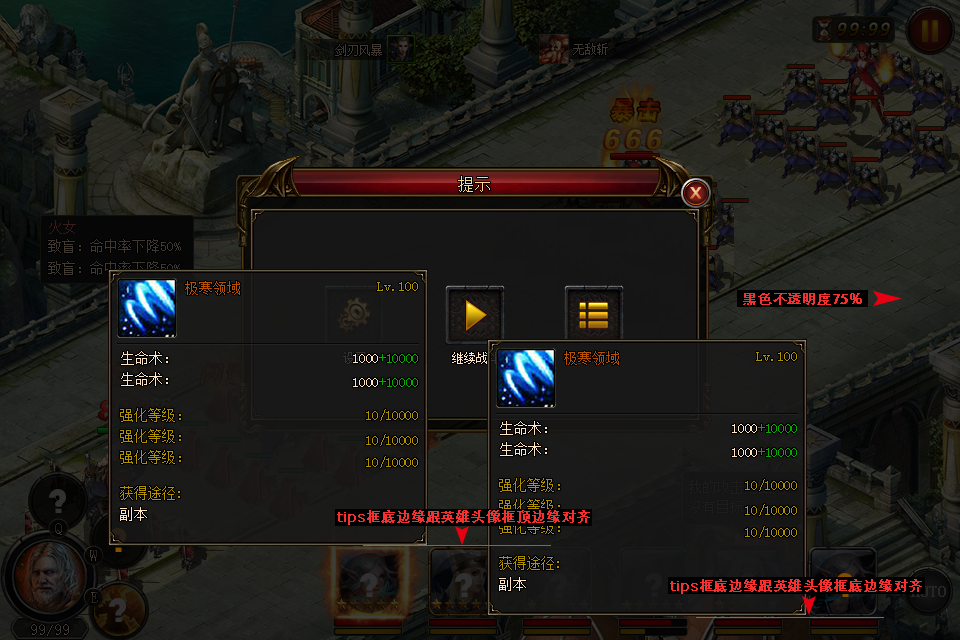 剑刃风暴
无敌斩
99:99
暴击
666
提示
火女
致盲：命中率下降50%
致盲：命中率下降50%
极寒领域
Lv.100
生命术：
1000+10000
生命术：
1000+10000
强化等级：
10/10000
强化等级：
10/10000
强化等级：
10/10000
获得途径：
副本
继续战
黑色不透明度75%
极寒领域
Lv.100
生命术：
1000+10000
生命术：
1000+10000
强化等级：
10/10000
强化等级：
10/10000
强化等级：
10/10000
获得途径：
副本
tips框底边缘跟英雄头像框顶边缘对齐
tips框底边缘跟英雄头像框底边缘对齐
?
Q
W
E
?
99/99